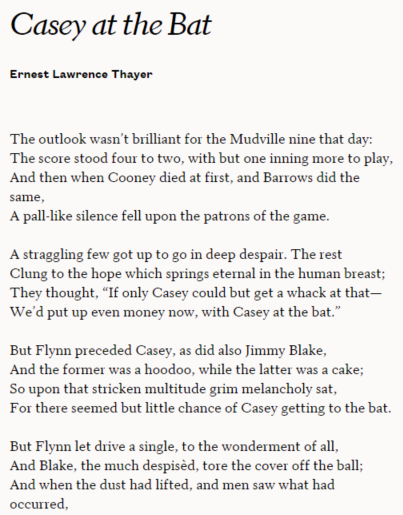 Casey at the Bat
Ernest Lawrence Thayer
The outlook wasn’t brilliant for the Mudville nine that day:
The score stood four to two, with but one inning more to play,
And then when Cooney died at first, and Barrows did the
same,
A pall-like silence fell upon the patrons of the game.
A straggling few got up to go in deep despair. The rest
Clung to the hope which springs eternal in the human breast;
They thought, “If only Casey could but get a whack at that—
We’d put up even money now, with Casey at the bat.”
But Flynn preceded Casey, as did also Jimmy Blake,
And the former was a hoodoo, while the latter was a cake;
So upon that stricken multitude grim melancholy sat,
For there seemed but little chance of Casey getting to the bat.
But Flynn let drive a single, to the wonderment of all,
And Blake, the much despisèd, tore the cover off the ball;
And when the dust had lifted, and men saw what had
occurred,